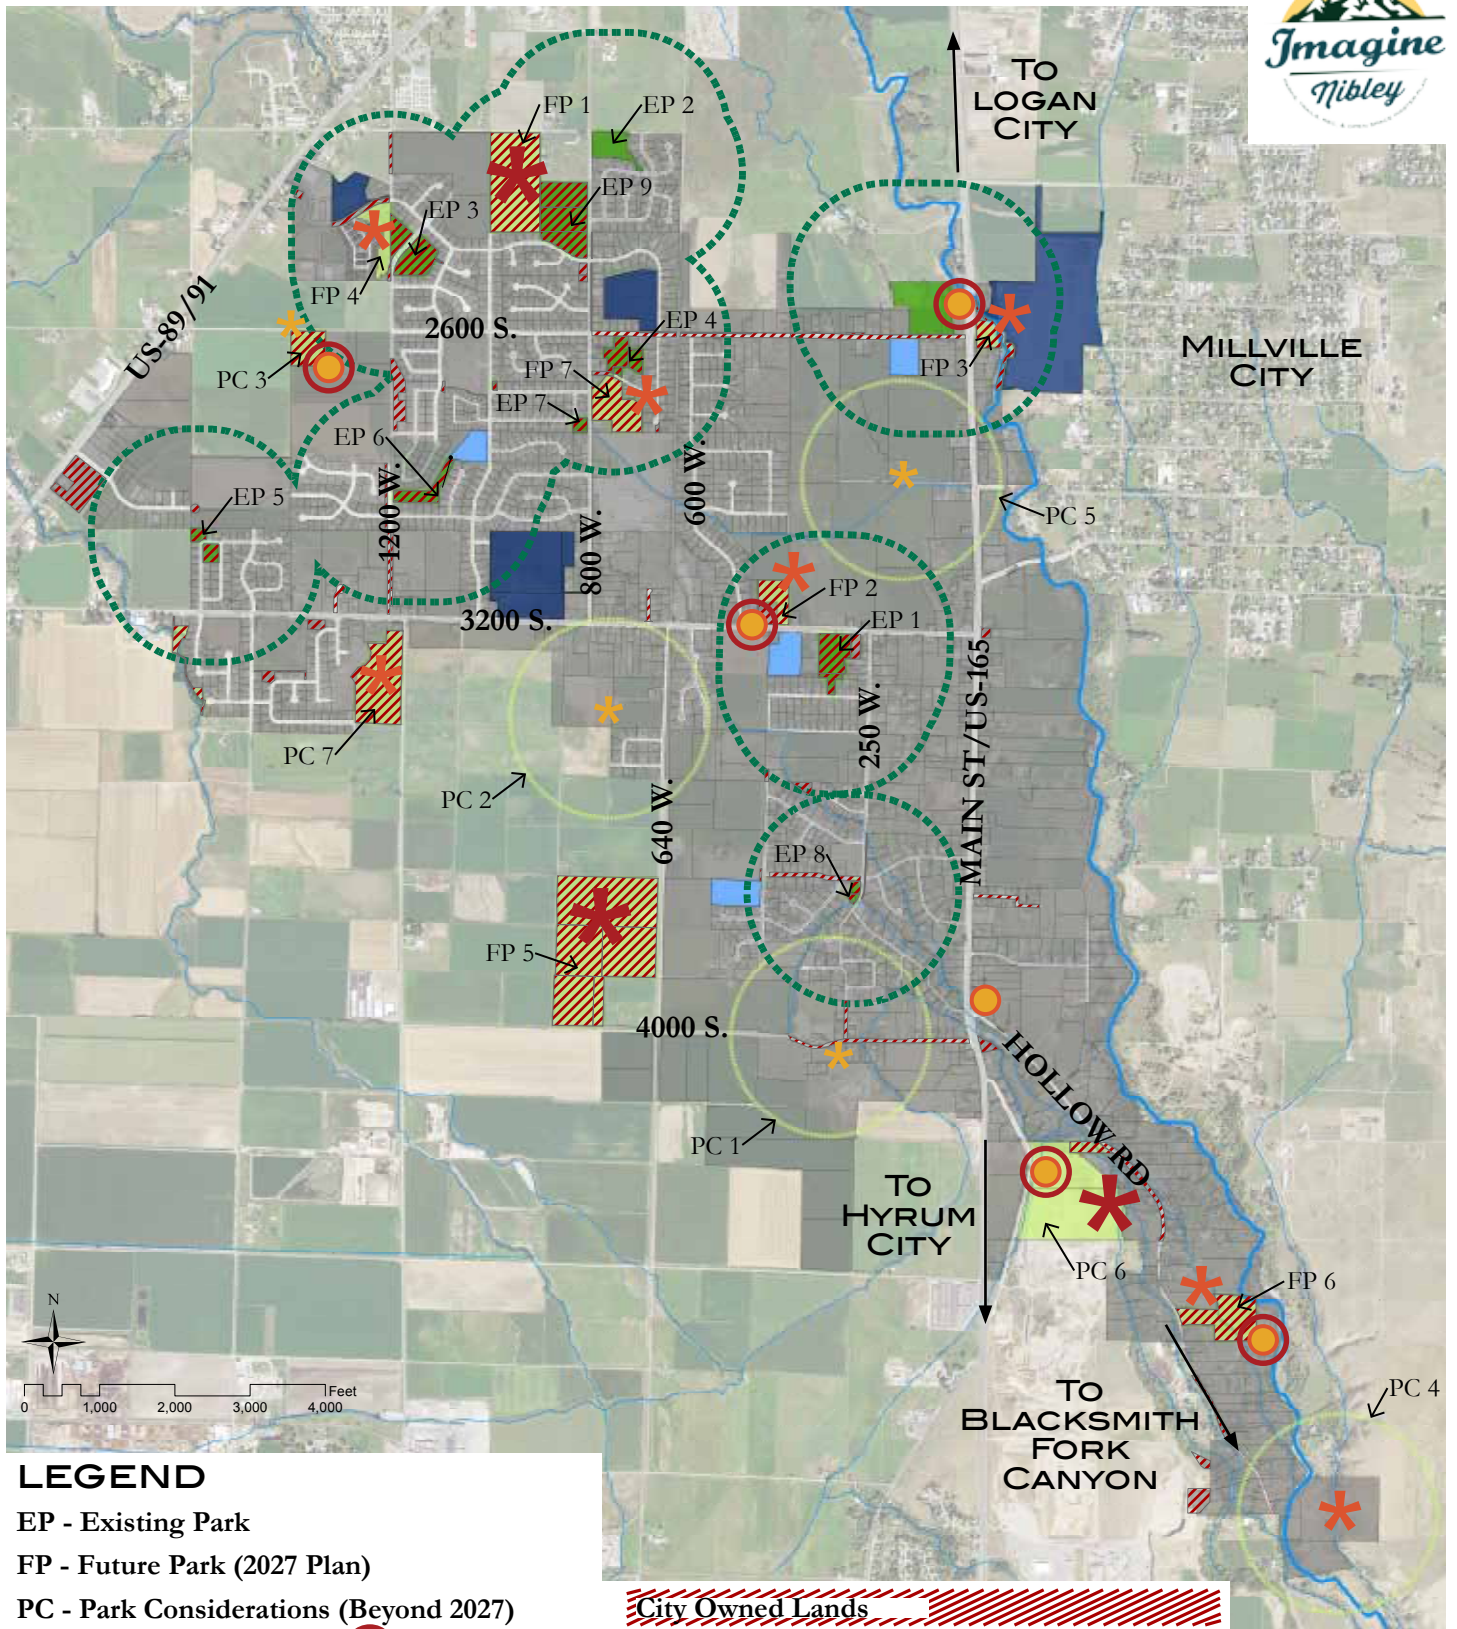 Imagine
Nibley
TO
LOGAN
CITY
FP 1
EP 2
EP 9
EP 3
FP 4
US-89/91
2600 S.
EP 4
FP 7
PC 3
EP 7
FP 3
MILLVILLE
CITY
EP 6
1200 W.
600 W.
EP 5
PC 5
800 W.
3200 S.
FP 2
EP 1
250 W.
MAIN ST/US-165
PC 7
PC 2
640 W.
EP 8
FP 5
4000 S.
HOLLOW RD
PC 1
TO
HYRUM
CITY
PC 6
FP 6
N
Feet
0 1,000 2,000 3,000 4,000
TO
BLACKSMITH
FORK
CANYON
PC 4
LEGEND
EP - Existing Park
FP - Future Park (2027 Plan)
PC - Park Considerations (Beyond 2027)
City Owned Lands